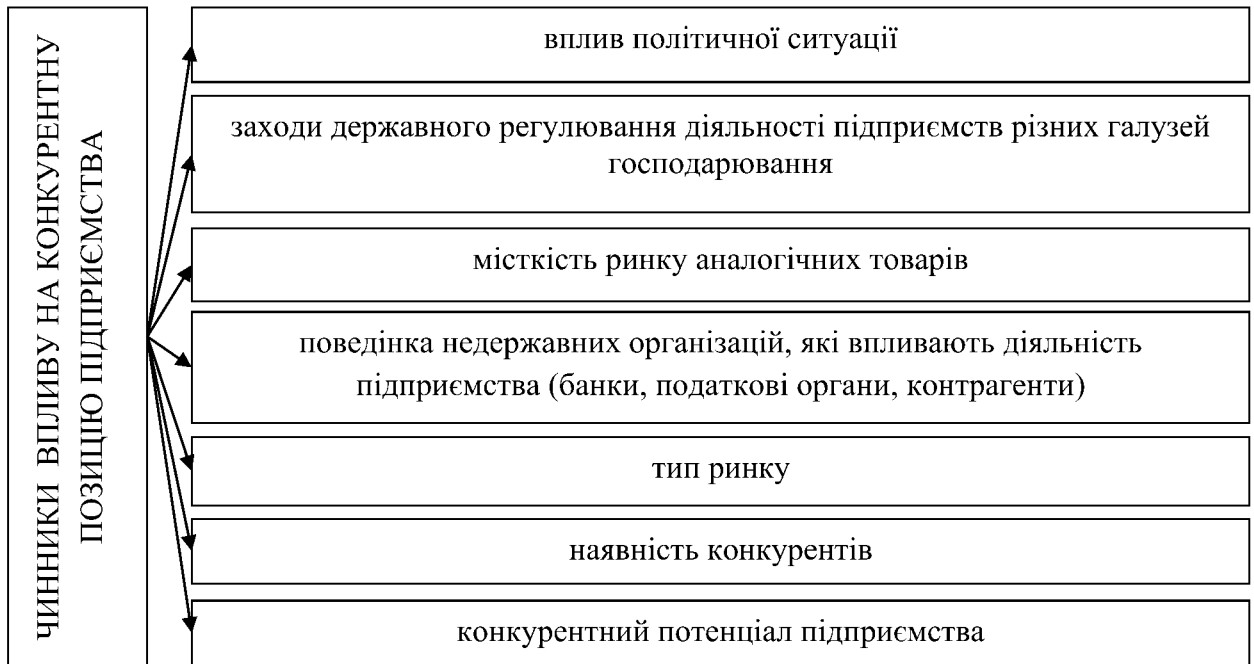 ЧИННИКИ ВПЛИВУ НА КОНКУРЕНТНУ
ПОЗИЦІЮ ПІДПРИЄМСТВА
вплив політичної ситуації
заходи державного регулювання діяльності підприємств різних галузей
господарювання
місткість ринку аналогічних товарів
поведінка недержавних організацій, які впливають діяльність
підприємства (банки, податкові органи, контрагенти)
тип ринку
наявність конкурентів
конкурентний потенціал підприємства